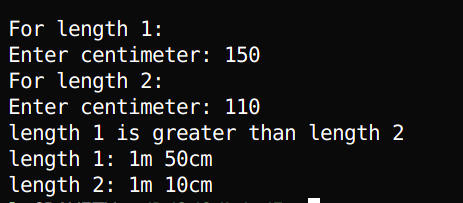 For length 1:
Enter centimeter: 150
For length 2:
Enter centimeter: 110
length 1 is greater than length 2
length 1: 1m 50cm
length 2: 1m 10cm